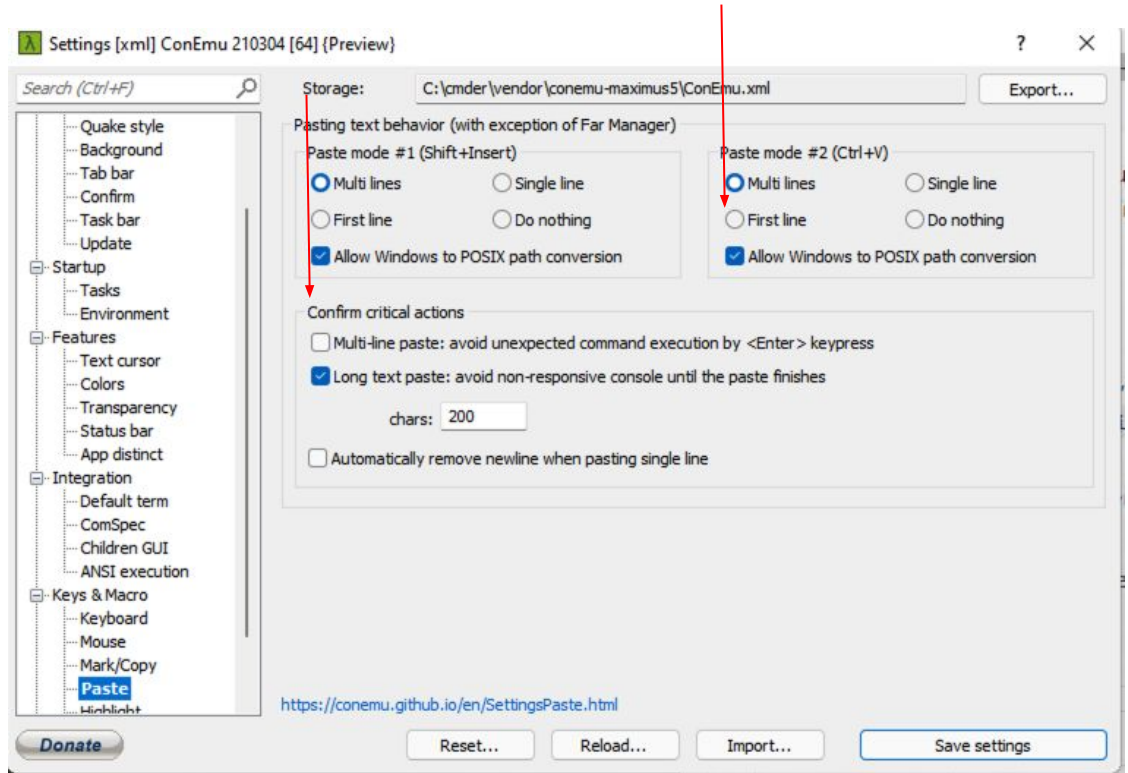 λ Settings [xml] ConEmu 210304 [64] {Preview} ?
Search (Ctrl+F)
Quake style
Background
Tab bar
Confirm
Task bar
Update
Startup
Tasks
Environment
Features
Text cursor
Colors
Transparency
Status bar
App distinct
Integration
Default term
ComSpec
Children GUI
ANSI execution
Keys & Macro
Keyboard
Mouse
Mark/Copy
Paste
Highlight
Storage: C:\cmder\vendor\conemu-maximus5\ConEmu.xml Export...
Pasting text behavior (with exception of Far Manager)
Paste mode #1 (Shift+Insert)
Multi lines Single line
First line Do nothing
Allow Windows to POSIX path conversion
Paste mode #2 (Ctrl+V)
Multi lines Single line
First line Do nothing
Allow Windows to POSIX path conversion
Confirm critical actions
Multi-line paste: avoid unexpected command execution by <Enter> keypress
Long text paste: avoid non-responsive console until the paste finishes
chars: 200
Automatically remove newline when pasting single line
https://conemu.github.io/en/SettingsPaste.html
Donate Reset... Reload... Import... Save settings